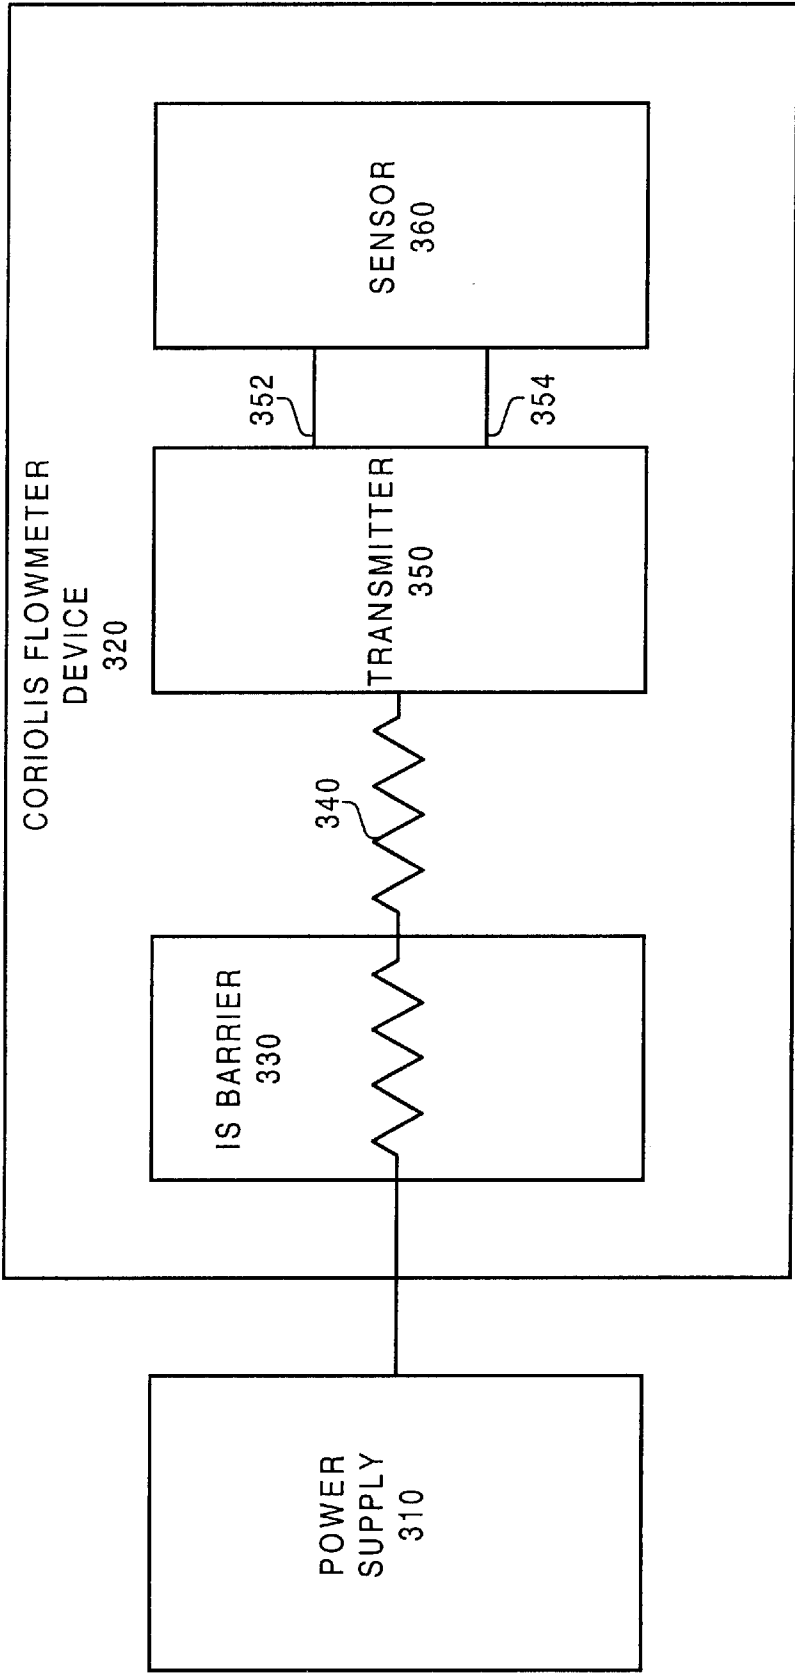 CORIOLIS FLOWMETER
DEVICE
320
POWER
SUPPLY
310
IS BARRIER
330
340
TRANSMITTER
350
352
354
SENSOR
360